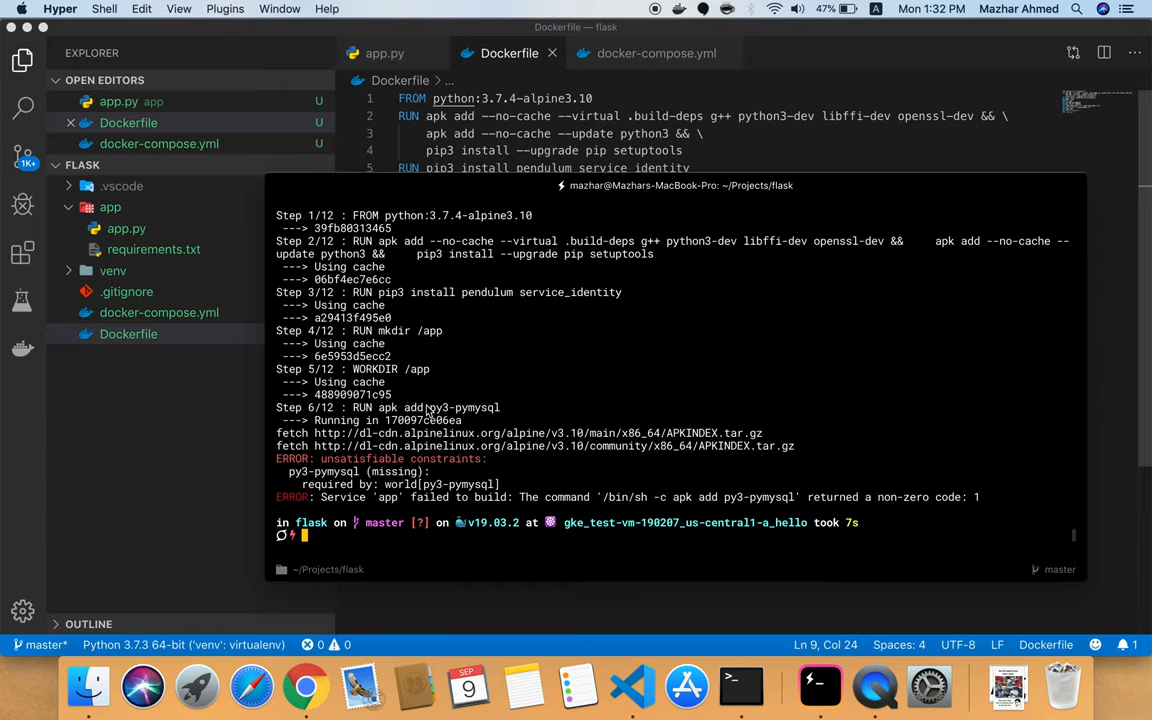 Hyper Shell Edit View Plugins Window Help 47% A Mon 1:32 PM Mazhar Ahmed
Dockerfile — flask
EXPLORER
OPEN EDITORS
app.py app U
Dockerfile U
docker-compose.yml U
FLASK
.vscode
app
app.py
requirements.txt
venv
.gitignore
docker-compose.yml
Dockerfile
OUTLINE
1K+
app.py Dockerfile docker-compose.yml
Dockerfile > ...
1 FROM python:3.7.4-alpine3.10
2 RUN apk add --no-cache --virtual .build-deps g++ python3-dev libffi-dev openssl-dev && \
3 apk add --no-cache --update python3 && \
4 pip3 install --upgrade pip setuptools
5 RUN pip3 install pendulum service_identity
mazhar@Mazhars-MacBook-Pro: ~/Projects/flask
Step 1/12 : FROM python:3.7.4-alpine3.10
---> 39fb80313465
Step 2/12 : RUN apk add --no-cache --virtual .build-deps g++ python3-dev libffi-dev openssl-dev && apk add --no-cache --
update python3 && pip3 install --upgrade pip setuptools
---> Using cache
---> 06bf4ec7e6cc
Step 3/12 : RUN pip3 install pendulum service_identity
---> Using cache
---> a29413f495e0
Step 4/12 : RUN mkdir /app
---> Using cache
---> 6e5953d5ecc2
Step 5/12 : WORKDIR /app
---> Using cache
---> 488909071c95
Step 6/12 : RUN apk add py3-pymysql
---> Running in 170097ce06ea
fetch http://dl-cdn.alpinelinux.org/alpine/v3.10/main/x86_64/APKINDEX.tar.gz
fetch http://dl-cdn.alpinelinux.org/alpine/v3.10/community/x86_64/APKINDEX.tar.gz
ERROR: unsatisfiable constraints:
py3-pymysql (missing):
required by: world[py3-pymysql]
ERROR: Service 'app' failed to build: The command '/bin/sh -c apk add py3-pymysql' returned a non-zero code: 1
in flask on master [?] on v19.03.2 at gke_test-vm-190207_us-central1-a_hello took 7s
~/Projects/flask master
master* Python 3.7.3 64-bit ('venv': virtualenv) 0 0 Ln 9, Col 24 Spaces: 4 UTF-8 LF Dockerfile 1
SEP
9